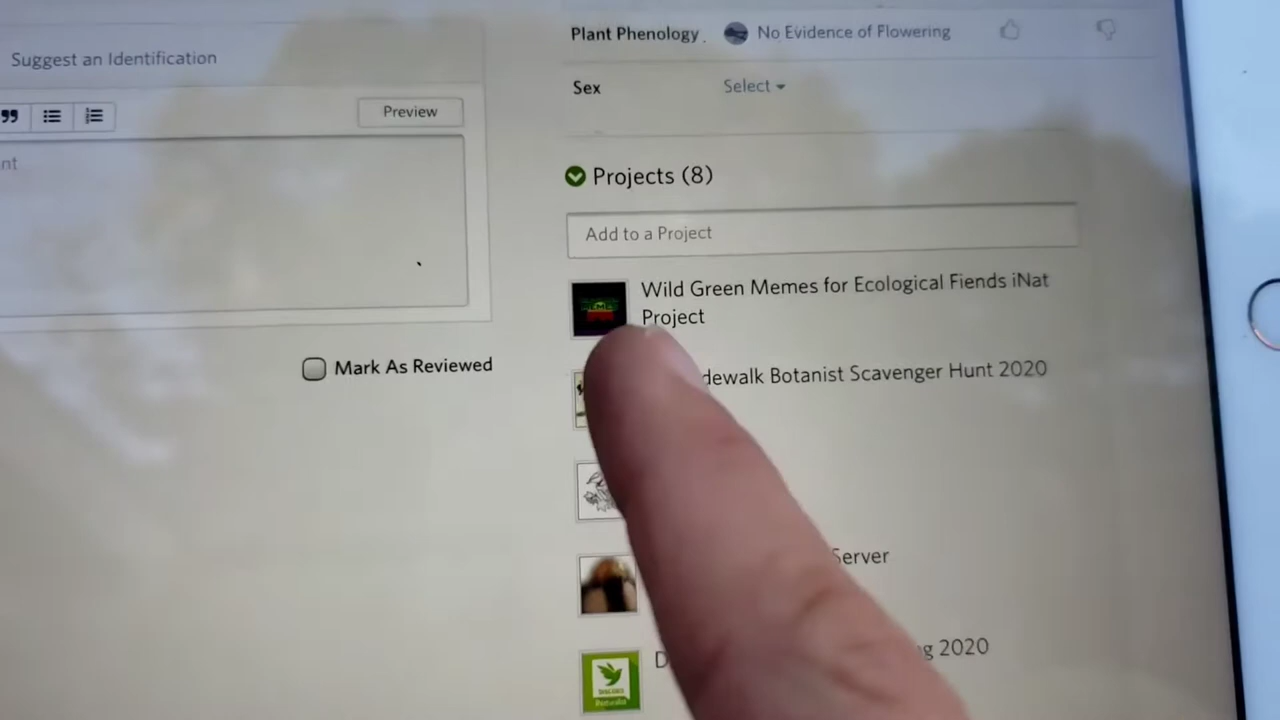 Plant Phenology
No Evidence of Flowering
Suggest an Identification
Sex
Select
Preview
nt
Projects (8)
Add to a Project
Wild Green Memes for Ecological Fiends iNat
Project
Mark As Reviewed
dewalk Botanist Scavenger Hunt 2020
Server
D
g 2020